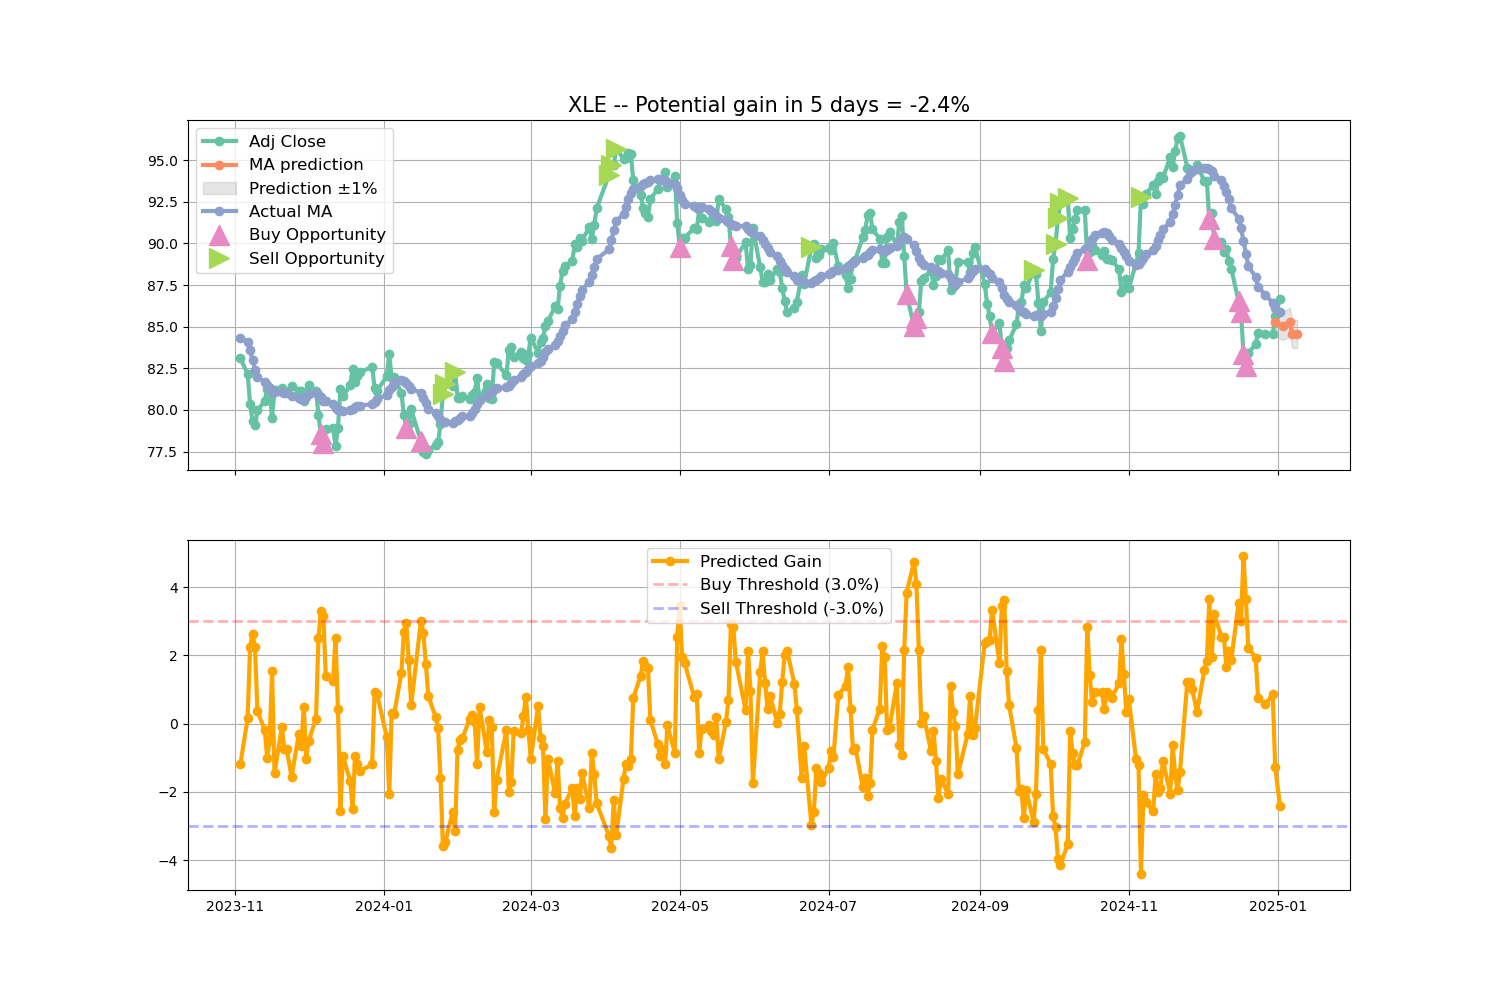 XLE -- Potential gain in 5 days = -2.4%
Adj Close
MA prediction
Prediction ±1%
Actual MA
Buy Opportunity
Sell Opportunity
95.0
92.5
90.0
87.5
85.0
82.5
80.0
77.5
Predicted Gain
Buy Threshold (3.0%)
Sell Threshold (-3.0%)
4
2
0
−2
−4
2023-11 2024-01 2024-03 2024-05 2024-07 2024-09 2024-11 2025-01